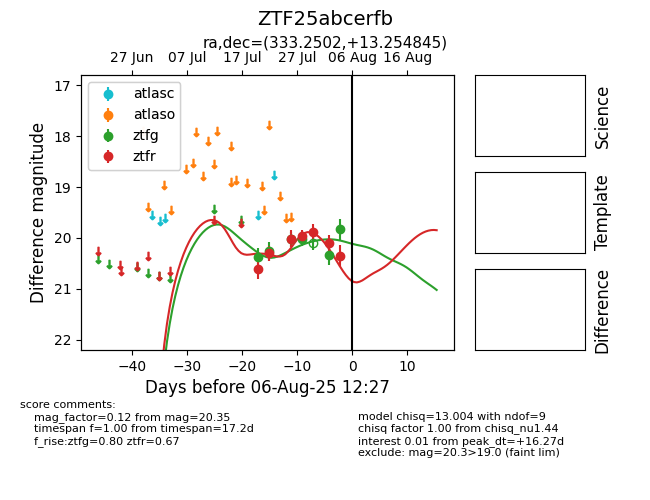 ZTF25abcerfb
ra,dec=(333.2502,+13.254845)
27 Jun 07 Jul 17 Jul 27 Jul 06 Aug 16 Aug
atlasc
atlaso
ztfg
ztfr
17
18
19
20
21
22
Difference magnitude
−40 −30 −20 −10 0 10
Days before 06-Aug-25 12:27
Science
Template
Difference
score comments:
mag_factor=0.12 from mag=20.35
timespan f=1.00 from timespan=17.2d
f_rise:ztfg=0.80 ztfr=0.67
model chisq=13.004 with ndof=9
chisq factor 1.00 from chisq_nu1.44
interest 0.01 from peak_dt=+16.27d
exclude: mag=20.3>19.0 (faint lim)